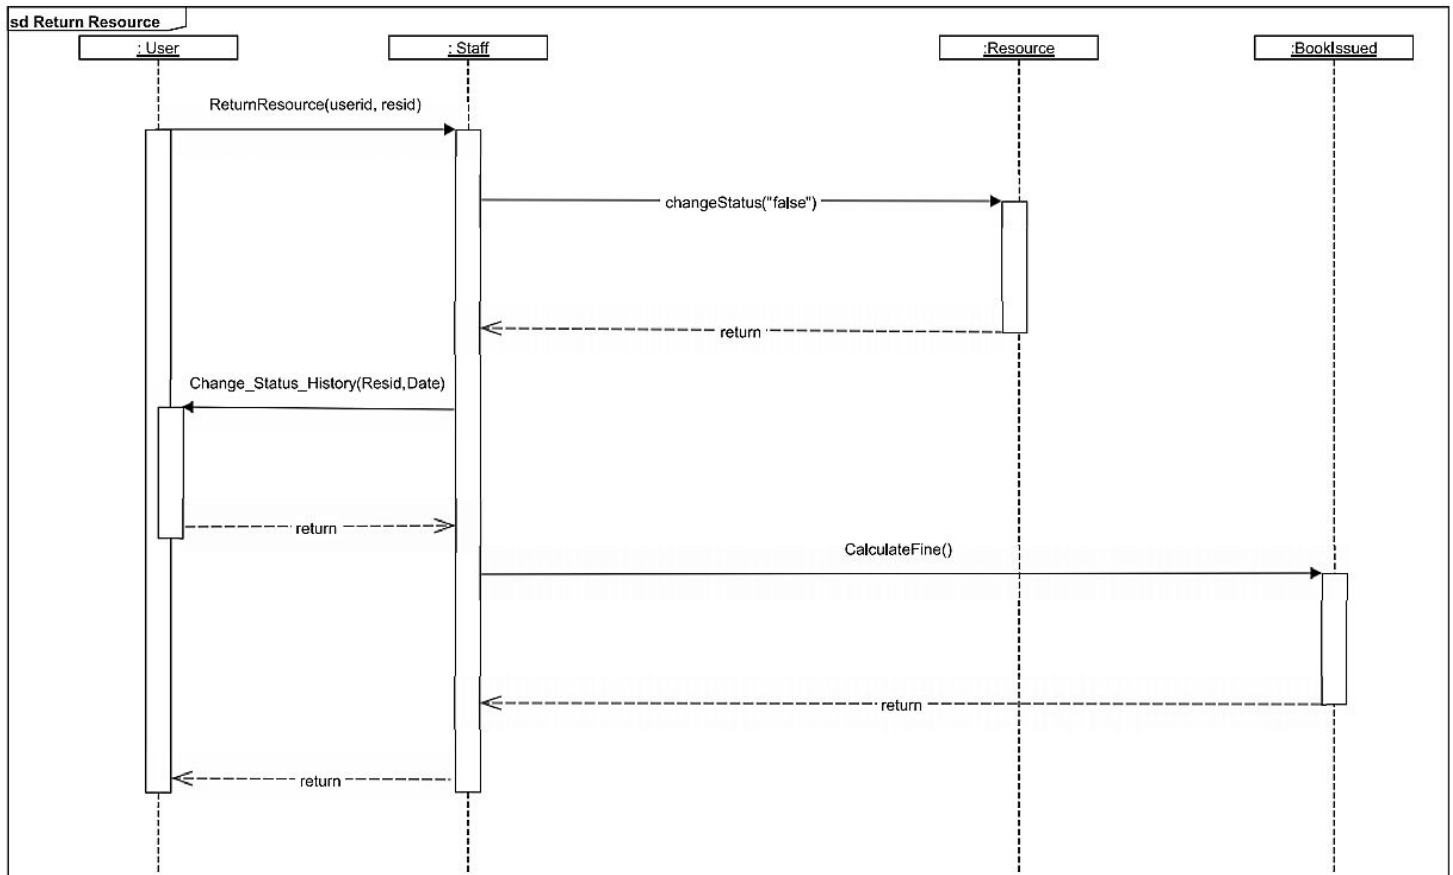 sd Return Resource
: User
: Staff
:Resource
:BookIssued
ReturnResource(userid, resid)
changeStatus("false")
return
Change_Status_History(Resid,Date)
return
CalculateFine()
return
return